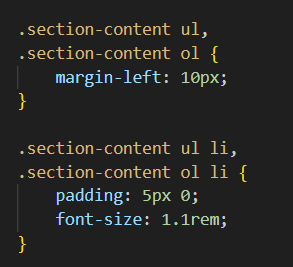 .section-content ul,
.section-content ol {
    margin-left: 10px;
}

.section-content ul li,
.section-content ol li {
    padding: 5px 0;
    font-size: 1.1rem;
}